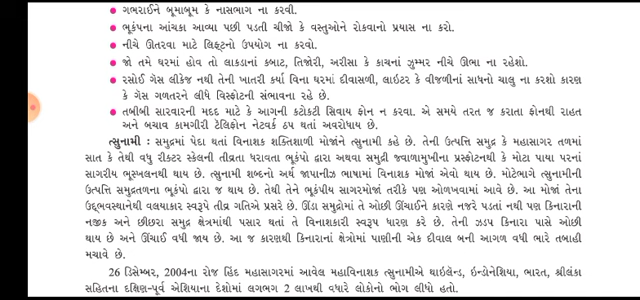 ગભરાઈને બૂમાબૂમ કે નાસભાગ ના કરવી.
ભૂકંપના આંચકા આવ્યા પછી પડતી ચીજો કે વસ્તુઓને રોકવાનો પ્રયાસ ના કરો.
નીચે ઊતરવા માટે લિફ્ટનો ઉપયોગ ના કરવો.
જો તમે ઘરમાં હોવ તો લાકડાનાં કબાટ, તિજોરી, અરીસા કે કાચનાં ઝુમ્મર નીચે ઊભા ના રહેશો.
રસોઈ ગૅસ લીકેજ નથી તેની ખાતરી કર્યા વિના ઘરમાં દીવાસળી, લાઇટર કે વીજળીનાં સાધનો ચાલુ ના કરશો કારણ
કે ગૅસ ગળતરને લીધે વિસ્ફોટની સંભાવના રહે છે.
તબીબી સારવારની મદદ માટે કે આગની કટોકટી સિવાય ફોન ન કરવા. એ સમયે તરત જ કરાતા ફોનથી રાહત
અને બચાવ કામગીરી ટેલિફોન નેટવર્ક ઠપ થતાં અવરોધાય છે.
ત્સુનામી : સમુદ્રમાં પેદા થતાં વિનાશક શક્તિશાળી મોજાંને ત્સુનામી કહે છે. તેની ઉત્પત્તિ સમુદ્ર કે મહાસાગર તળમાં
સાત કે તેથી વધુ રીક્ટર સ્કેલની તીવ્રતા ધરાવતા ભૂકંપો દ્વારા અથવા સમુદ્રી જ્વાળામુખીના પ્રસ્ફોટનથી કે મોટા પાયા પરનાં
સાગરીય ભૂસ્ખલનથી થાય છે. ત્સુનામી શબ્દનો અર્થ જાપાનીઝ ભાષામાં વિનાશક મોજાં એવો થાય છે. મોટેભાગે ત્સુનામીની
ઉત્પત્તિ સમુદ્રતળના ભૂકંપો દ્વારા જ થાય છે. તેથી તેને ભૂકંપીય સાગરમોજાં તરીકે પણ ઓળખવામાં આવે છે. આ મોજાં તેના
ઉદ્દભવસ્થાનેથી વલયાકાર સ્વરૂપે તીવ્ર ગતિએ પ્રસરે છે. ઊંડા સમુદ્રોમાં તે ઓછી ઊંચાઈને કારણે નજરે પડતાં નથી પણ કિનારાની
નજીક અને છીછરા સમુદ્ર ક્ષેત્રમાંથી પસાર થતાં તે વિનાશકારી સ્વરૂપ ધારણ કરે છે. તેની ઝડપ કિનારા પાસે ઓછી
થાય છે અને ઊંચાઈ વધી જાય છે. આ જ કારણથી કિનારાનાં ક્ષેત્રોમાં પાણીની એક દીવાલ બની આગળ વધી ભારે તબાહી
મચાવે છે.
26 ડિસેમ્બર, 2004ના રોજ હિંદ મહાસાગરમાં આવેલ મહાવિનાશક ત્સુનામીએ થાઇલૅન્ડ, ઇન્ડોનેશિયા, ભારત, શ્રીલંકા
સહિતના દક્ષિણ-પૂર્વ એશિયાના દેશોમાં લગભગ 2 લાખથી વધારે લોકોનો ભોગ લીધો હતો.